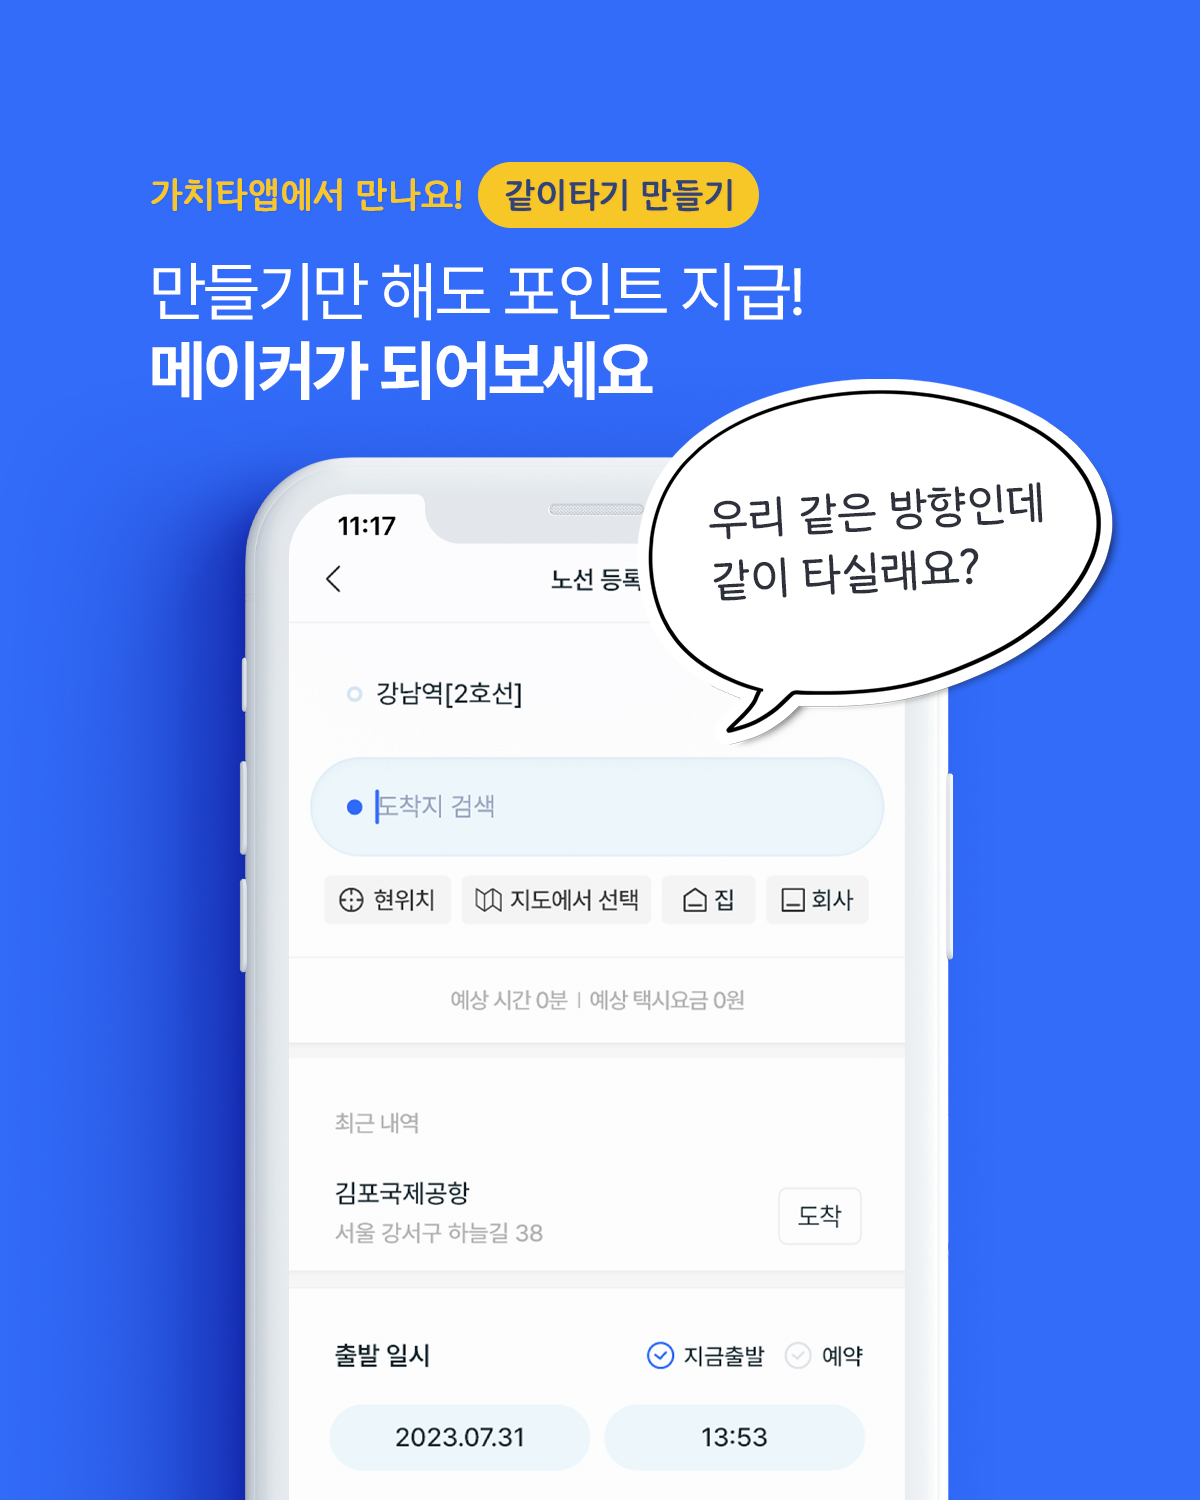 가치타앱에서 만나요! 같이타기 만들기
만들기만 해도 포인트 지급!
메이커가 되어보세요
우리 같은 방향인데
같이 타실래요?
11:17
노선 등록
강남역[2호선]
도착지 검색
현위치 지도에서 선택 집 회사
예상 시간 0분 | 예상 택시요금 0원
최근 내역
김포국제공항
서울 강서구 하늘길 38
도착
출발 일시 지금출발 예약
2023.07.31 13:53